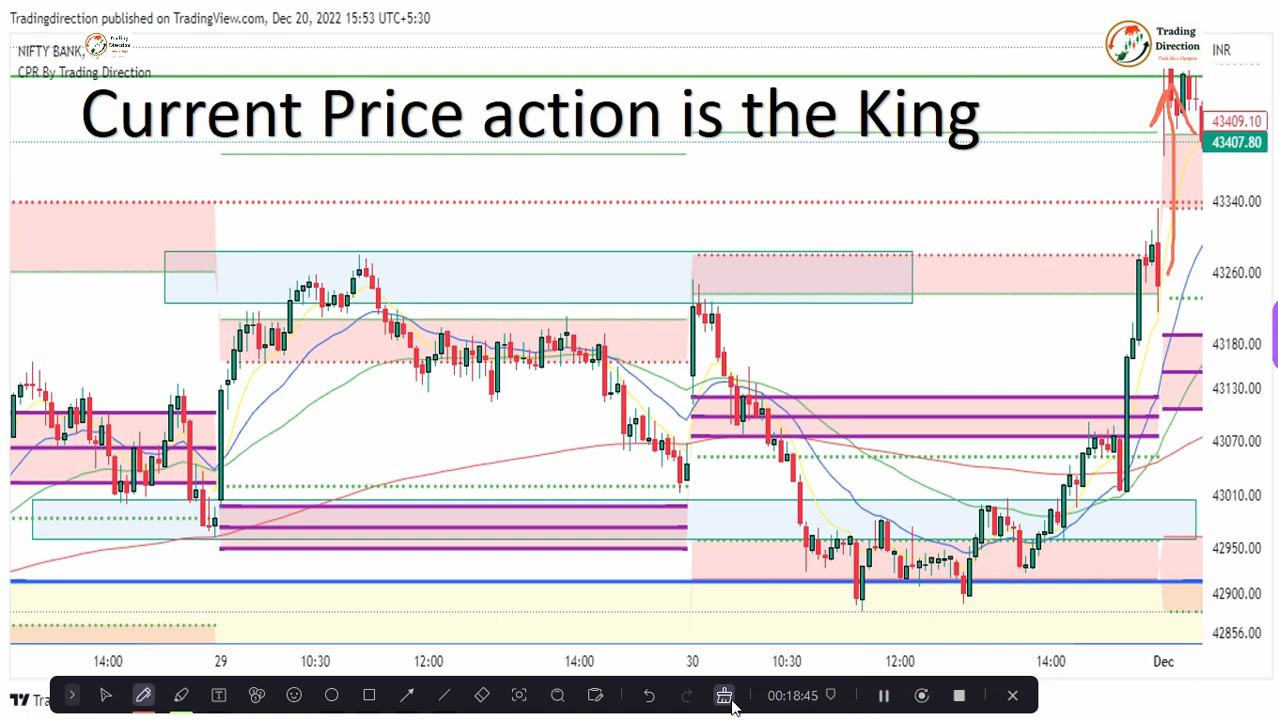 Tradingdirection published on TradingView.com, Dec 20, 2022 15:53 UTC+5:30
NIFTY BANK,
Trading
Direction
INR
CPR By Trading Direction
Current Price action is the King
43409.10
43407.80
43340.00
43260.00
43180.00
43130.00
43070.00
43010.00
42950.00
42900.00
42856.00
14:00 29 10:30 12:00 14:00 30 10:30 12:00 14:00 Dec
00:18:45